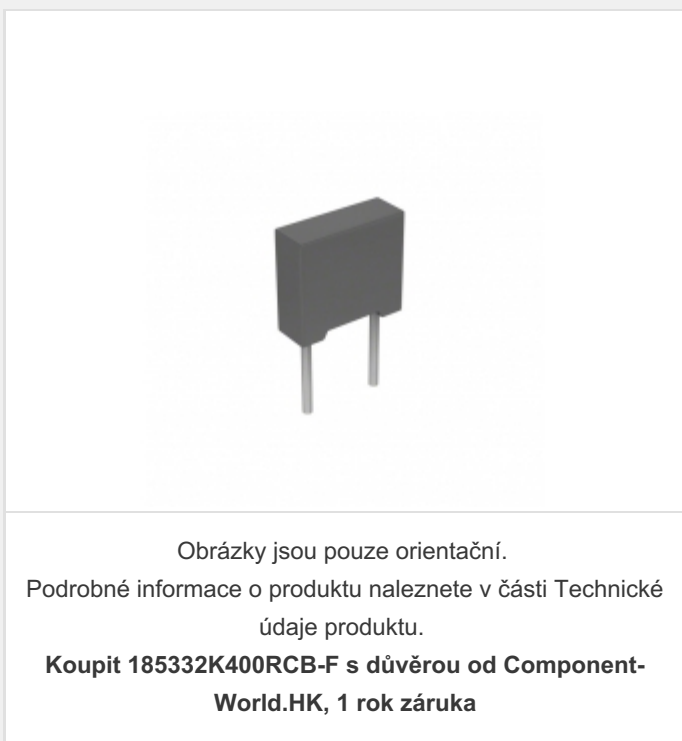 Obrázky jsou pouze orientační.
Podrobné informace o produktu naleznete v části Technické
údaje produktu.
Koupit 185332K400RCB-F s důvěrou od Component-
World.HK, 1 rok záruka